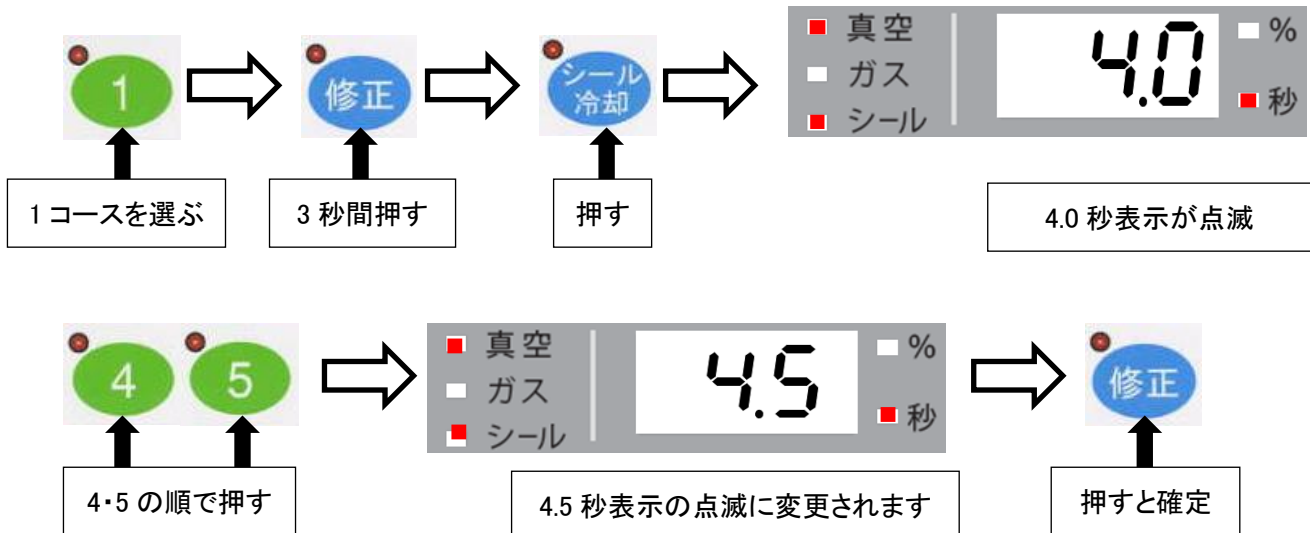 1
修正
シール
冷却
真空
ガス
シール
4.0
%
秒
1コースを選ぶ
3秒間押す
押す
4.0秒表示が点滅
4
5
真空
ガス
シール
4.5
%
秒
修正
4・5の順で押す
4.5秒表示の点滅に変更されます
押すと確定